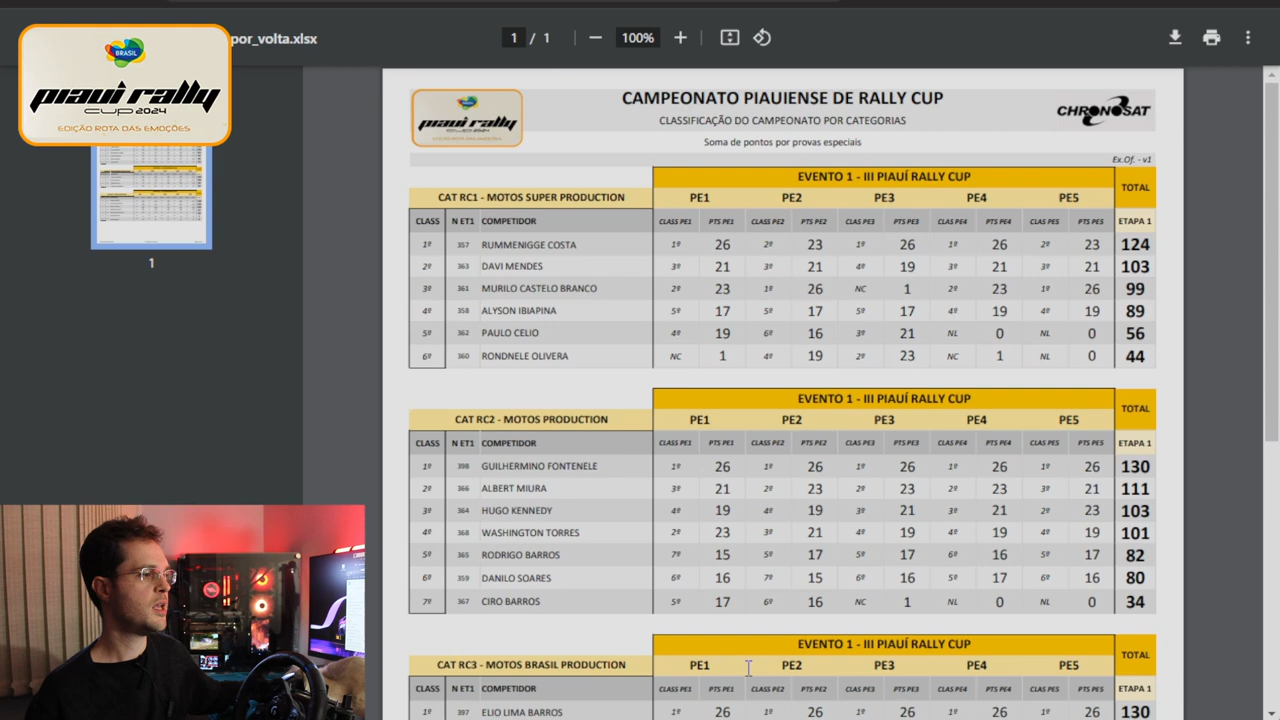 por_volta.xlsx
1 / 1
100%
BRASIL
piauí rally
CUP 2024
EDIÇÃO ROTA DAS EMOÇÕES
1
piauí rally
CAMPEONATO PIAUIENSE DE RALLY CUP
CLASSIFICAÇÃO DO CAMPEONATO POR CATEGORIAS
Soma de pontos por provas especiais
CHRONOSAT
Ex.Of. - v1
EVENTO 1 - III PIAUÍ RALLY CUP
TOTAL
CAT RC1 - MOTOS SUPER PRODUCTION PE1 PE2 PE3 PE4 PE5
CLASS N ET1 COMPETIDOR CLASS PE1 PTS PE1 CLASS PE2 PTS PE2 CLASS PE3 PTS PE3 CLASS PE4 PTS PE4 CLASS PE5 PTS PE5 ETAPA 1
1º 357 RUMMENIGGE COSTA 1º 26 2º 23 1º 26 1º 26 2º 23 124
2º 363 DAVI MENDES 3º 21 3º 21 4º 19 3º 21 3º 21 103
3º 361 MURILO CASTELO BRANCO 2º 23 1º 26 NC 1 2º 23 1º 26 99
4º 358 ALYSON IBIAPINA 5º 17 5º 17 5º 17 4º 19 4º 19 89
5º 362 PAULO CELIO 4º 19 6º 16 3º 21 NL 0 NL 0 56
6º 360 RONDNELE OLIVERA NC 1 4º 19 2º 23 NC 1 NL 0 44
EVENTO 1 - III PIAUÍ RALLY CUP
TOTAL
CAT RC2 - MOTOS PRODUCTION PE1 PE2 PE3 PE4 PE5
CLASS N ET1 COMPETIDOR CLASS PE1 PTS PE1 CLASS PE2 PTS PE2 CLASS PE3 PTS PE3 CLASS PE4 PTS PE4 CLASS PE5 PTS PE5 ETAPA 1
1º 398 GUILHERMINO FONTENELE 1º 26 1º 26 1º 26 1º 26 1º 26 130
2º 366 ALBERT MIURA 3º 21 2º 23 2º 23 2º 23 3º 21 111
3º 364 HUGO KENNEDY 4º 19 4º 19 3º 21 3º 21 2º 23 103
4º 368 WASHINGTON TORRES 2º 23 3º 21 4º 19 4º 19 4º 19 101
5º 365 RODRIGO BARROS 7º 15 5º 17 5º 17 6º 16 5º 17 82
6º 359 DANILO SOARES 6º 16 7º 15 6º 16 5º 17 6º 16 80
7º 367 CIRO BARROS 5º 17 6º 16 NC 1 NL 0 NL 0 34
EVENTO 1 - III PIAUÍ RALLY CUP
TOTAL
CAT RC3 - MOTOS BRASIL PRODUCTION PE1 PE2 PE3 PE4 PE5
CLASS N ET1 COMPETIDOR CLASS PE1 PTS PE1 CLASS PE2 PTS PE2 CLASS PE3 PTS PE3 CLASS PE4 PTS PE4 CLASS PE5 PTS PE5 ETAPA 1
1º 397 ELIO LIMA BARROS 1º 26 1º 26 1º 26 1º 26 1º 26 130